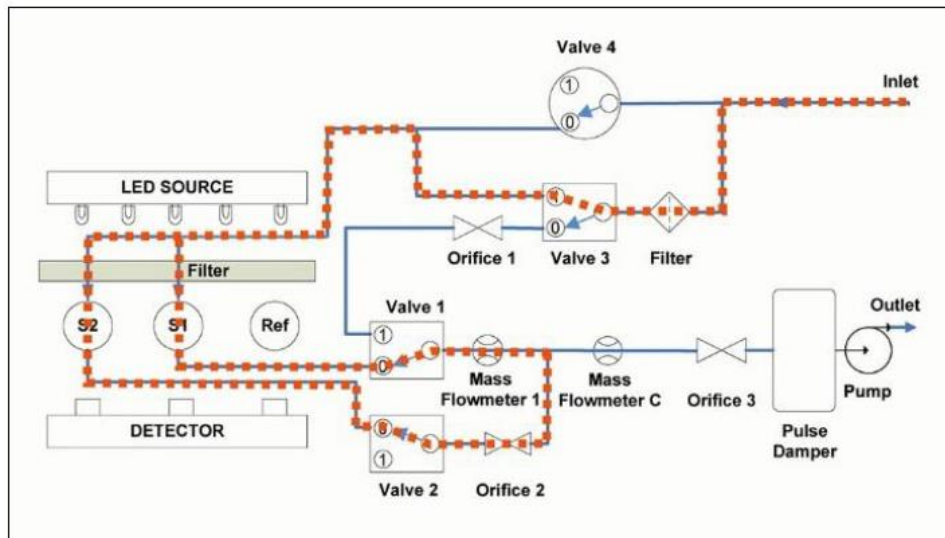 Valve 4
Inlet
1
0
LED SOURCE
1
0
Orifice 1
Valve 3
Filter
Filter
S2
S1
Ref
Valve 1
1
0
Outlet
Mass
Flowmeter 1
Mass
Flowmeter C
Orifice 3
Pump
DETECTOR
0
1
Valve 2
Orifice 2
Pulse
Damper